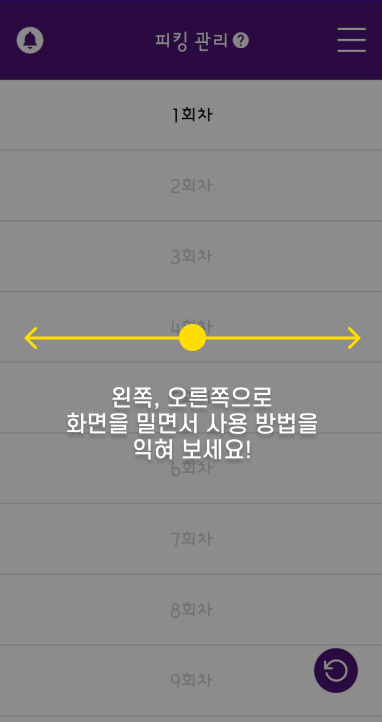 피킹 관리 ?
1회차
2회차
3회차
4회차
왼쪽, 오른쪽으로
화면을 밀면서 사용 방법을
익혀 보세요!
6회차
7회차
8회차
9회차